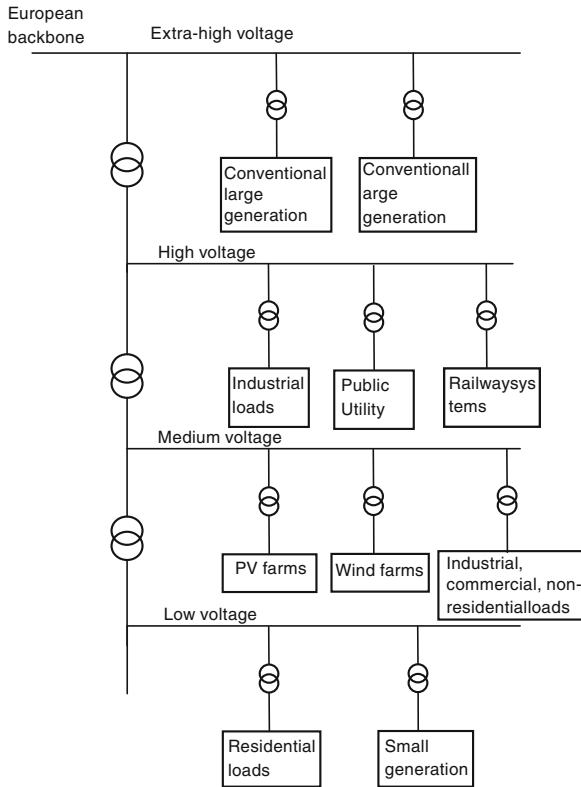 European
backbone
Extra-high voltage
Conventional
large
generation
Conventionall
arge
generation
High voltage
Industrial
loads
Public
Utility
Railwaysys
tems
Medium voltage
PV farms
Wind farms
Industrial,
commercial, non-
residentialloads
Low voltage
Residential
loads
Small
generation